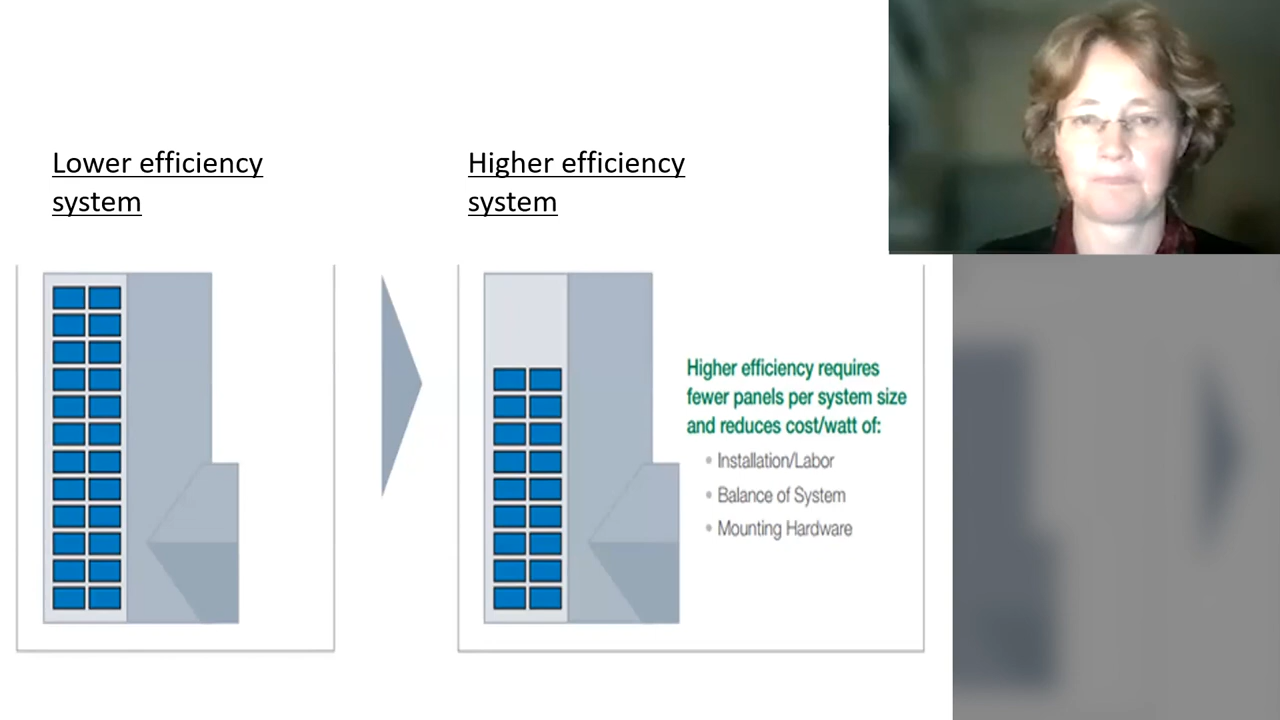 Lower efficiency
system
Higher efficiency
system
Higher efficiency requires
fewer panels per system size
and reduces cost/watt of:
• Installation/Labor
• Balance of System
• Mounting Hardware